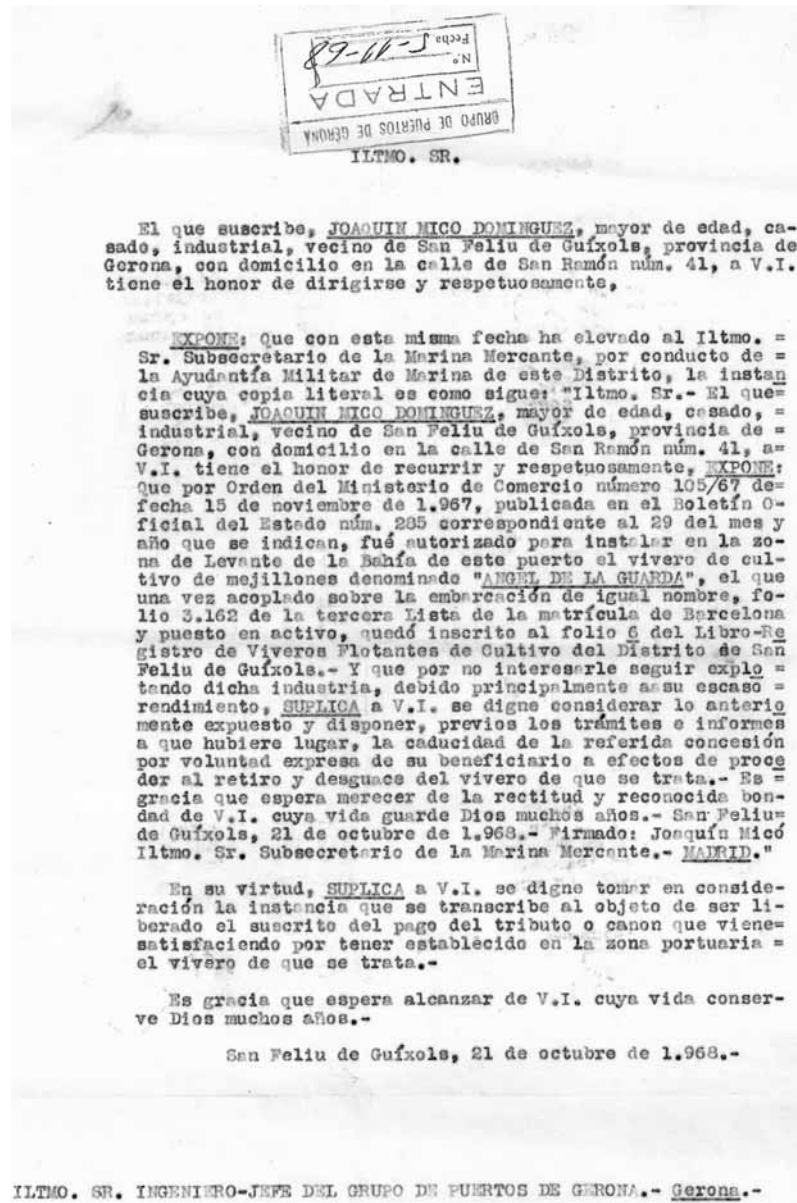 GRUPO DE PUERTOS DE GERONA
ENTRADA
N.º
Fecha 5-11-68
ILTMO. SR.
El que suscribe, JOAQUIN MICO DOMINGUEZ, mayor de edad, ca-
sado, industrial, vecino de San Feliu de Guíxols, provincia de
Gerona, con domicilio en la calle de San Ramón núm. 41, a V.I.
tiene el honor de dirigirse y respetuosamente,
EXPONE: Que con esta misma fecha ha elevado al Iltmo. =
Sr. Subsecretario de la Marina Mercante, por conducto de =
la Ayudantía Militar de Marina de este Distrito, la instan
cia cuya copia literal es como sigue: "Iltmo. Sr.- El que=
suscribe, JOAQUIN MICO DOMINGUEZ, mayor de edad, casado, =
industrial, vecino de San Feliu de Guíxols, provincia de =
Gerona, con domicilio en la calle de San Ramón núm. 41, a=
V.I. tiene el honor de recurrir y respetuosamente, EXPONE:
Que por Orden del Ministerio de Comercio número 105/67 de=
fecha 15 de noviembre de 1.967, publicada en el Boletín O-
ficial del Estado núm. 285 correspondiente al 29 del mes y
año que se indican, fué autorizado para instalar en la zo-
na de Levante de la Bahía de este puerto el vivero de cul-
tivo de mejillones denominado "ANGEL DE LA GUARDA", el que
una vez acoplado sobre la embarcación de igual nombre, fo-
lio 3.162 de la tercera Lista de la matrícula de Barcelona
y puesto en activo, quedó inscrito al folio 6 del Libro-Re
gistro de Viveros Flotantes de Cultivo del Distrito de San
Feliu de Guíxols.- Y que por no interesarle seguir explo =
tando dicha industria, debido principalmente a su escaso =
rendimiento, SUPLICA a V.I. se digne considerar lo anterio
mente expuesto y disponer, previos los trámites e informes
a que hubiere lugar, la caducidad de la referida concesión
por voluntad expresa de su beneficiario a efectos de proce
der al retiro y desguace del vivero de que se trata.- Es =
gracia que espera merecer de la rectitud y reconocida bon-
dad de V.I. cuya vida guarde Dios muchos años.- San Feliu=
de Guíxols, 21 de octubre de 1.968.- Firmado: Joaquín Micó
Iltmo. Sr. Subsecretario de la Marina Mercante.- MADRID."
En su virtud, SUPLICA a V.I. se digne tomar en conside-
ración la instancia que se transcribe al objeto de ser li-
berado el suscrito del pago del tributo o canon que viene=
satisfaciendo por tener establecido en la zona portuaria =
el vivero de que se trata.-
Es gracia que espera alcanzar de V.I. cuya vida conser-
ve Dios muchos años.-
San Feliu de Guíxols, 21 de octubre de 1.968.-
ILTMO. SR. INGENIERO-JEFE DEL GRUPO DE PUERTOS DE GERONA.- Gerona.-